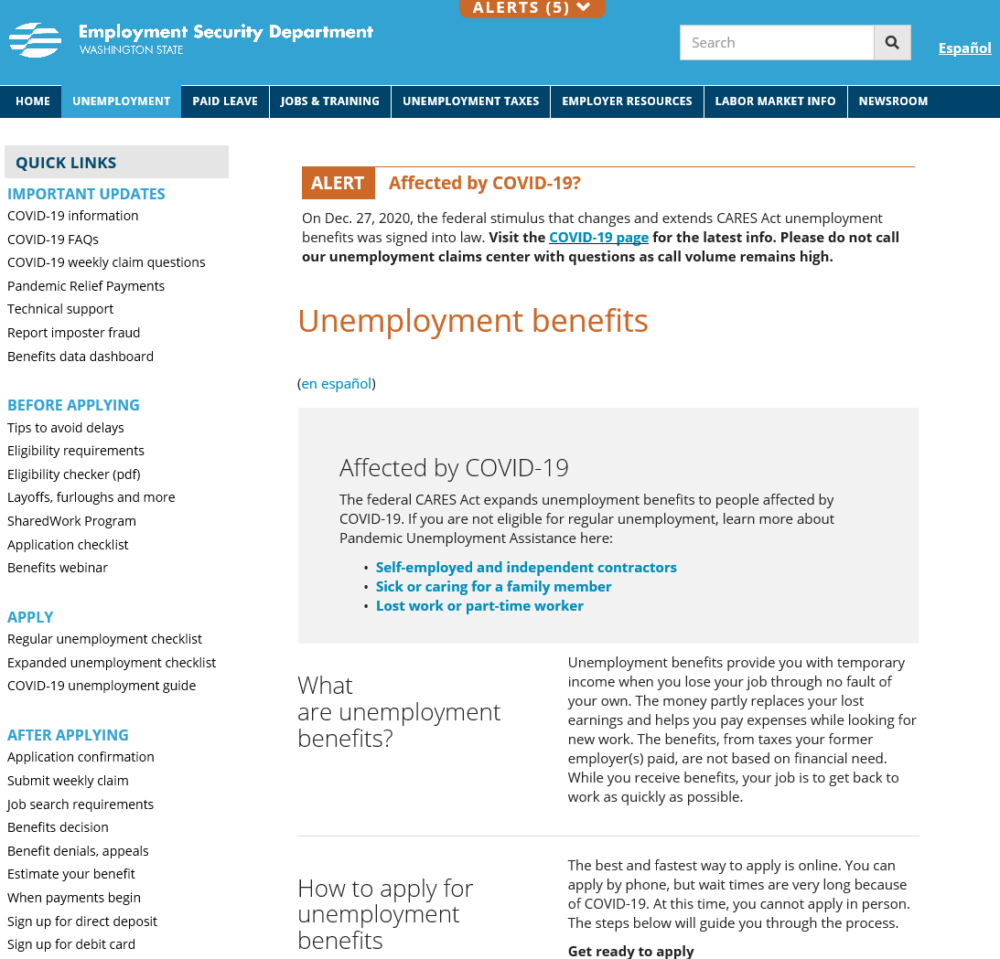 ALERTS (5)
Employment Security Department
WASHINGTON STATE
Search
Español
HOME
UNEMPLOYMENT
PAID LEAVE
JOBS & TRAINING
UNEMPLOYMENT TAXES
EMPLOYER RESOURCES
LABOR MARKET INFO
NEWSROOM
QUICK LINKS
IMPORTANT UPDATES
COVID-19 information
COVID-19 FAQs
COVID-19 weekly claim questions
Pandemic Relief Payments
Technical support
Report imposter fraud
Benefits data dashboard
BEFORE APPLYING
Tips to avoid delays
Eligibility requirements
Eligibility checker (pdf)
Layoffs, furloughs and more
SharedWork Program
Application checklist
Benefits webinar
APPLY
Regular unemployment checklist
Expanded unemployment checklist
COVID-19 unemployment guide
AFTER APPLYING
Application confirmation
Submit weekly claim
Job search requirements
Benefits decision
Benefit denials, appeals
Estimate your benefit
When payments begin
Sign up for direct deposit
Sign up for debit card
ALERT Affected by COVID-19?
On Dec. 27, 2020, the federal stimulus that changes and extends CARES Act unemployment
benefits was signed into law. Visit the COVID-19 page for the latest info. Please do not call
our unemployment claims center with questions as call volume remains high.
Unemployment benefits
(en español)
Affected by COVID-19
The federal CARES Act expands unemployment benefits to people affected by
COVID-19. If you are not eligible for regular unemployment, learn more about
Pandemic Unemployment Assistance here:
• Self-employed and independent contractors
• Sick or caring for a family member
• Lost work or part-time worker
What
are unemployment
benefits?
Unemployment benefits provide you with temporary
income when you lose your job through no fault of
your own. The money partly replaces your lost
earnings and helps you pay expenses while looking for
new work. The benefits, from taxes your former
employer(s) paid, are not based on financial need.
While you receive benefits, your job is to get back to
work as quickly as possible.
How to apply for
unemployment
benefits
The best and fastest way to apply is online. You can
apply by phone, but wait times are very long because
of COVID-19. At this time, you cannot apply in person.
The steps below will guide you through the process.
Get ready to apply